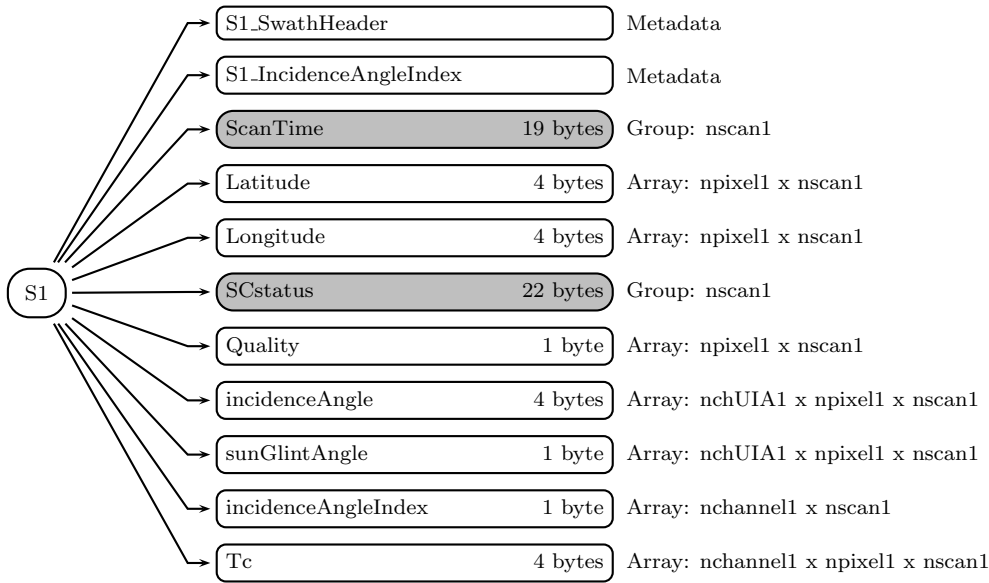 S1_SwathHeader Metadata
S1_IncidenceAngleIndex Metadata
ScanTime 19 bytes Group: nscan1
Latitude 4 bytes Array: npixel1 x nscan1
Longitude 4 bytes Array: npixel1 x nscan1
S1
SCstatus 22 bytes Group: nscan1
Quality 1 byte Array: npixel1 x nscan1
incidenceAngle 4 bytes Array: nchUIA1 x npixel1 x nscan1
sunGlintAngle 1 byte Array: nchUIA1 x npixel1 x nscan1
incidenceAngleIndex 1 byte Array: nchannel1 x nscan1
Tc 4 bytes Array: nchannel1 x npixel1 x nscan1